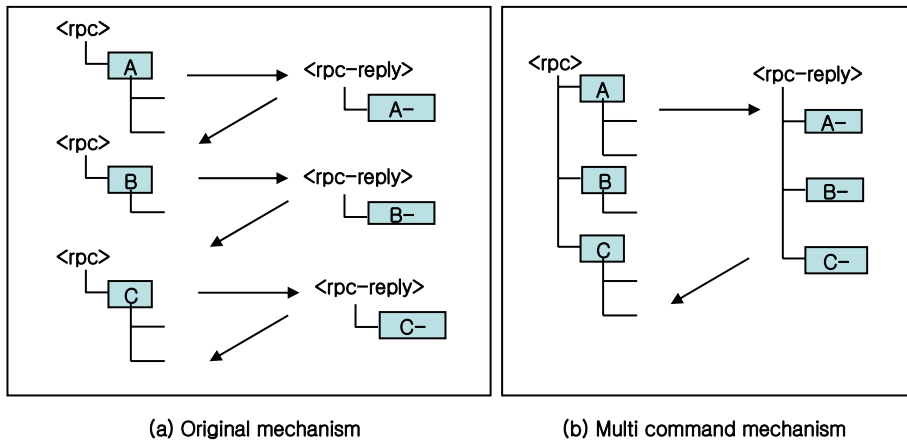 <rpc>
A
<rpc-reply>
A-
<rpc>
B
<rpc-reply>
B-
<rpc>
C
<rpc-reply>
C-
(a) Original mechanism
<rpc>
A
B
C
<rpc-reply>
A-
B-
C-
(b) Multi command mechanism